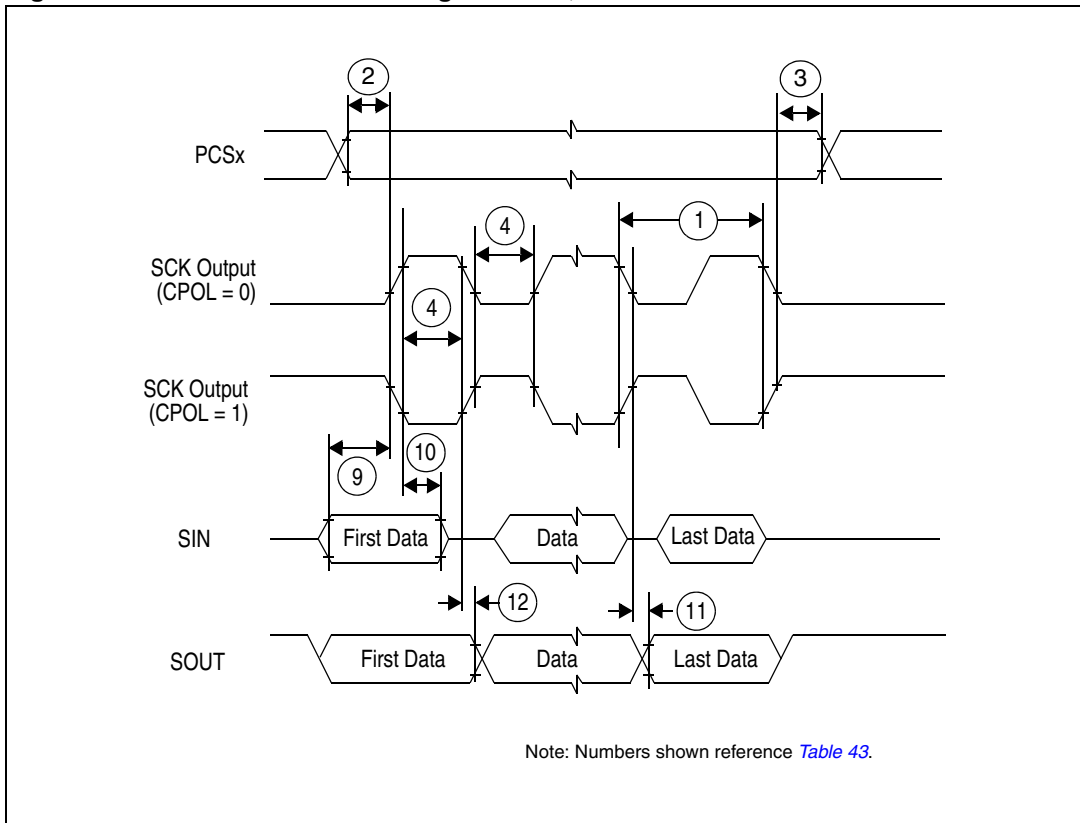 2
3
PCSx
4
1
SCK Output
(CPOL = 0)
4
SCK Output
(CPOL = 1)
10
9
SIN
First Data
Data
Last Data
12
11
SOUT
First Data
Data
Last Data
Note: Numbers shown reference Table 43.